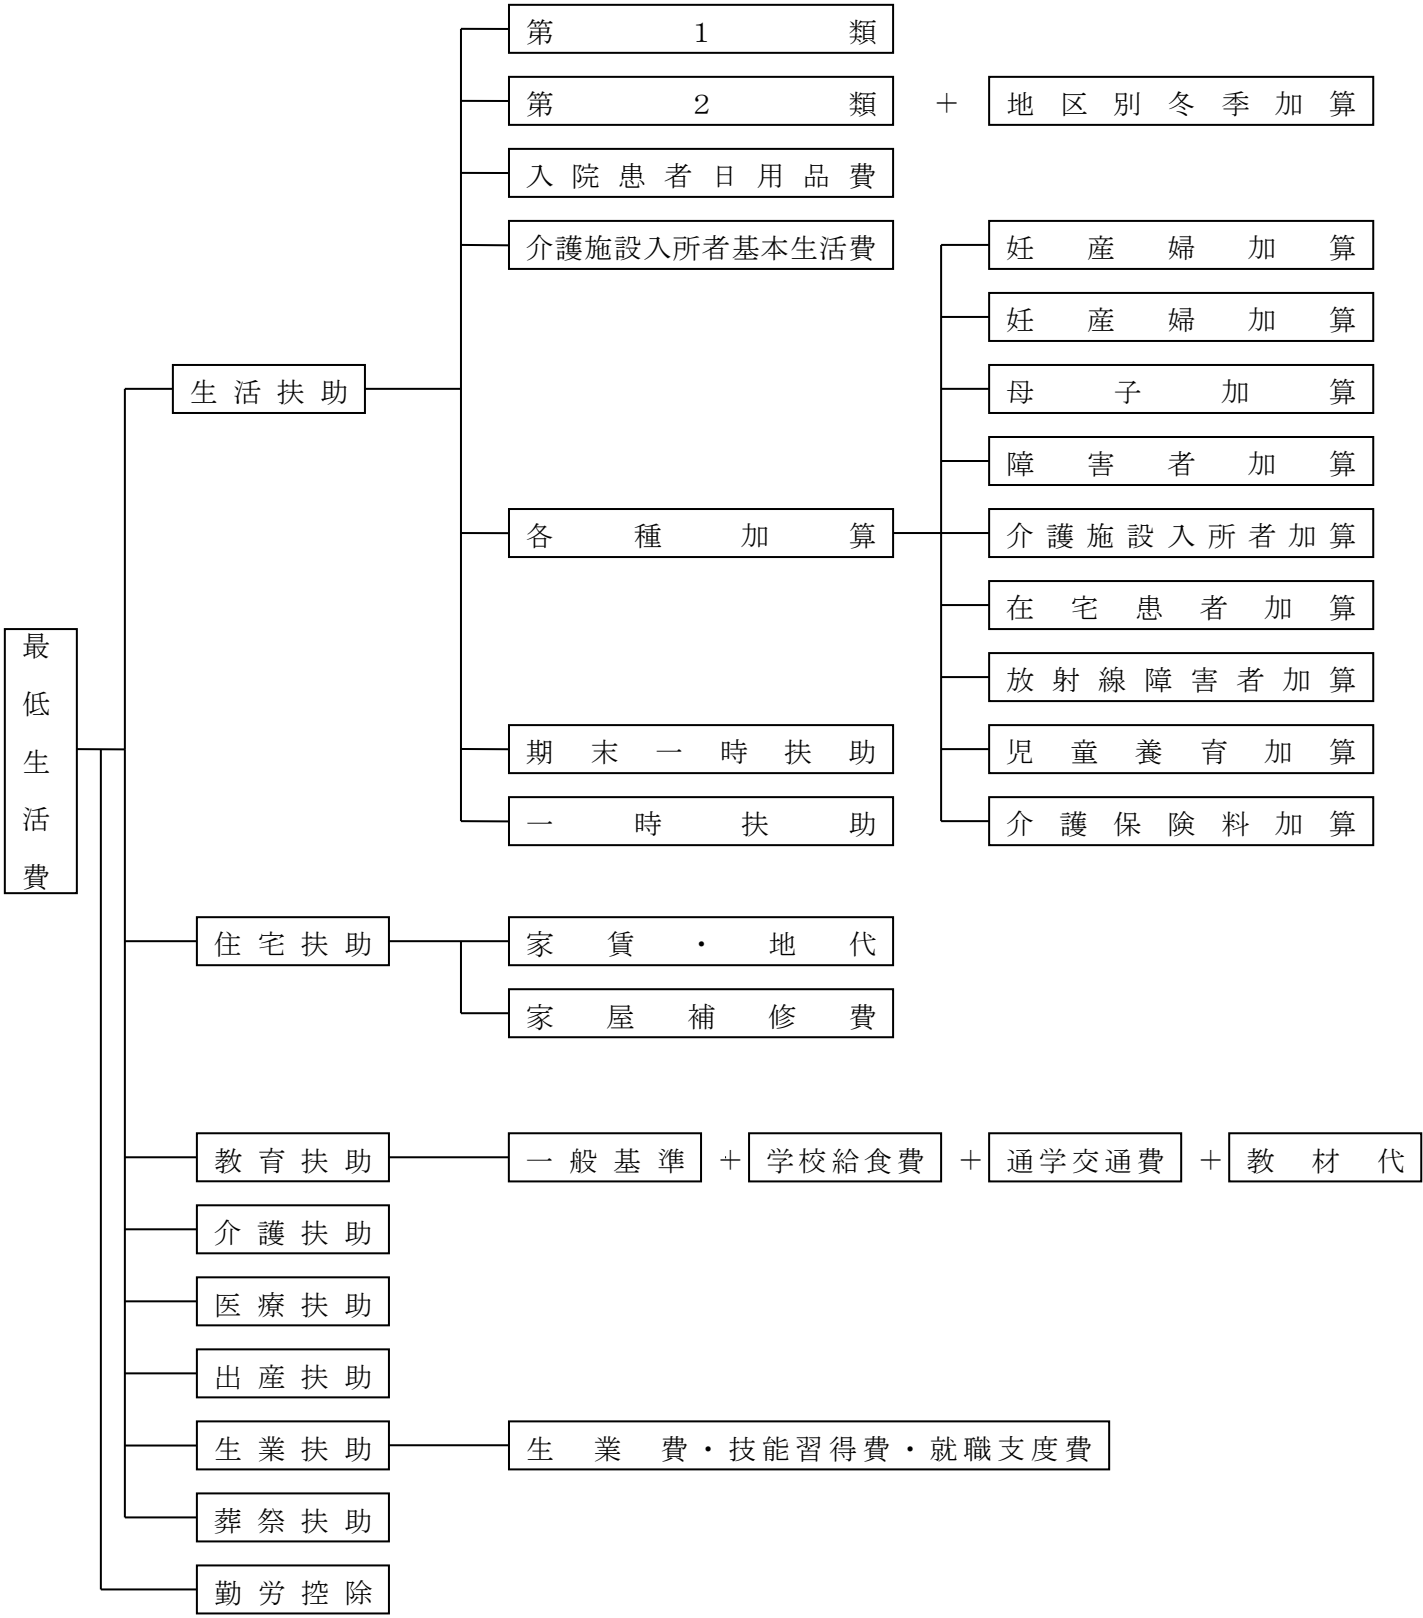 第1類
第2類 + 地区別冬季加算
入院患者日用品費
介護施設入所者基本生活費
妊産婦加算
妊産婦加算
生活扶助
母子加算
障害者加算
各種加算
介護施設入所者加算
在宅患者加算
最低生活費
放射線障害者加算
期末一時扶助
児童養育加算
一時扶助
介護保険料加算
住宅扶助
家賃・地代
家屋補修費
教育扶助
一般基準 + 学校給食費 + 通学交通費 + 教材代
介護扶助
医療扶助
出産扶助
生業扶助
生業費・技能習得費・就職支度費
葬祭扶助
勤労控除